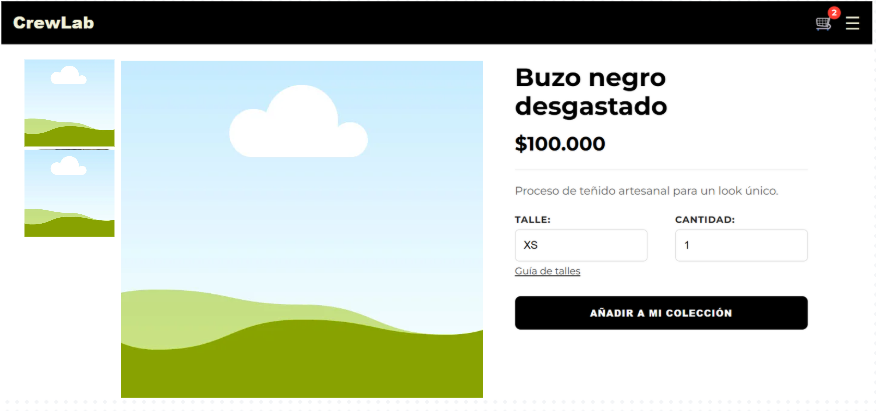 CrewLab
2
Buzo negro
desgastado
$100.000
Proceso de teñido artesanal para un look único.
TALLE:
CANTIDAD:
XS
1
Guía de talles
AÑADIR A MI COLECCIÓN